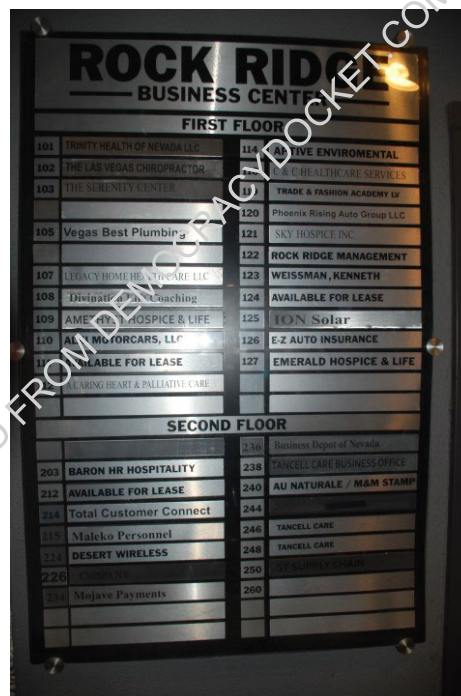 ROCK RIDGE
BUSINESS CENTER
FIRST FLOOR
101 TRINITY HEALTH OF NEVADA LLC
102 THE LAS VEGAS CHIROPRACTOR
103 THE SERENITY CENTER
105 Vegas Best Plumbing
107 LEGACY HOME HEALTH CARE LLC
108 Divination Life Coaching
109 AMETHYST HOSPICE & LIFE
110 MOTORCARS, LLC
AVAILABLE FOR LEASE
A CARING HEART & PALLIATIVE CARE
114 APTIVE ENVIROMENTAL
C & C HEALTHCARE SERVICES
TRADE & FASHION ACADEMY LV
120 Phoenix Rising Auto Group LLC
121 SKY HOSPICE INC
122 ROCK RIDGE MANAGEMENT
123 WEISSMAN, KENNETH
124 AVAILABLE FOR LEASE
125 ION Solar
126 E-Z AUTO INSURANCE
127 EMERALD HOSPICE & LIFE
SECOND FLOOR
203 BARON HR HOSPITALITY
212 AVAILABLE FOR LEASE
214 Total Customer Connect
215 Maleko Personnel
224 DESERT WIRELESS
226
234 Mojave Payments
236 Business Depot of Nevada
238 TANCELL CARE BUSINESS OFFICE
240 AU NATURALE / M&M STAMP
244
246 TANCELL CARE
248 TANCELL CARE
250 ST SUPPLY CHAIN
260
FROM DEMOCRACYDOCKET.COM